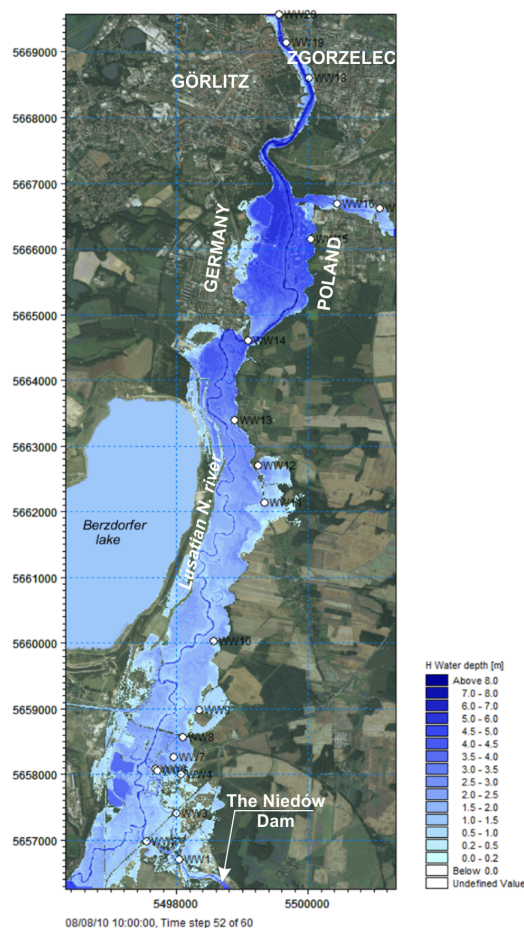 5669000
5668000
5667000
5666000
5665000
5664000
5663000
5662000
5661000
5660000
5659000
5658000
5657000
WW20
WW19
ZGORZELEC
GÖRLITZ
WW18
WW16
GERMANY
WW15
POLAND
WW14
WW13
WW12
WW11
Lusatian N. river
Berzdorfer
lake
WW10
WW9
WW8
WW7
WW4
WW3
The Niedów
Dam
WW1
5498000
5500000
08/08/10 10:00:00, Time step 52 of 60
H Water depth [m]
Above 8.0
7.0 - 8.0
6.0 - 7.0
5.0 - 6.0
4.5 - 5.0
4.0 - 4.5
3.5 - 4.0
3.0 - 3.5
2.5 - 3.0
2.0 - 2.5
1.5 - 2.0
1.0 - 1.5
0.5 - 1.0
0.2 - 0.5
0.0 - 0.2
Below 0.0
Undefined Value